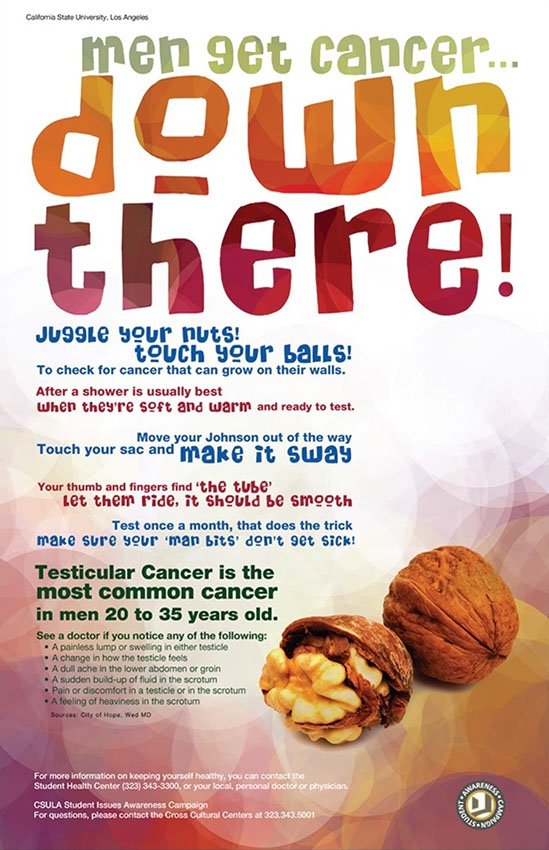 California State University, Los Angeles
men get cancer...
down
there!
Juggle your nuts!
touch your balls!
To check for cancer that can grow on their walls.
After a shower is usually best
when they're soft and warm and ready to test.
Move your Johnson out of the way
Touch your sac and make it sway
Your thumb and fingers find 'the tube'
Let them ride, it should be smooth
Test once a month, that does the trick
make sure your 'man bits' don't get sick!
Testicular Cancer is the
most common cancer
in men 20 to 35 years old.
See a doctor if you notice any of the following:
• A painless lump or swelling in either testicle
• A change in how the testicle feels
• A dull ache in the lower abdomen or groin
• A sudden build-up of fluid in the scrotum
• Pain or discomfort in a testicle or in the scrotum
• A feeling of heaviness in the scrotum
Sources: City of Hope, Wed MD
For more information on keeping yourself healthy, you can contact the
Student Health Center (323) 343-3300, or your local, personal doctor or physician.
CSULA Student Issues Awareness Campaign
For questions, please contact the Cross Cultural Centers at 323.343.5001
STUDENT • AWARENESS • CAMPAIGN